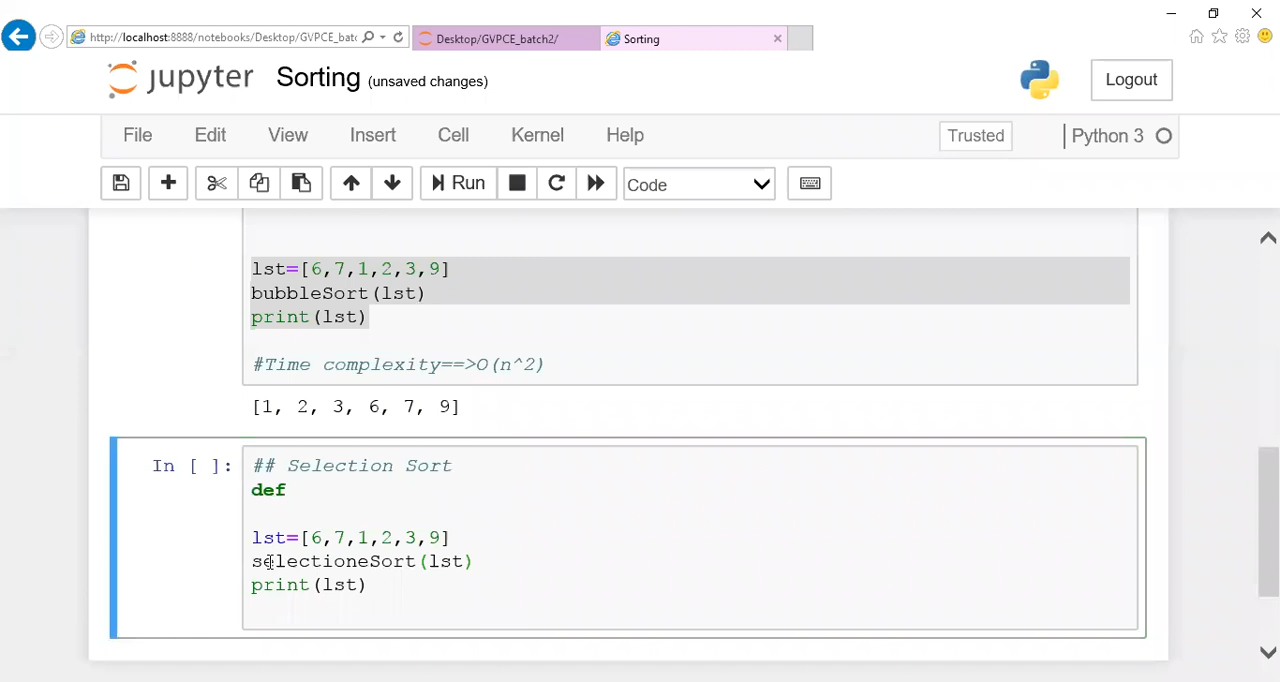 http://localhost:8888/notebooks/Desktop/GVPCE_batc
Desktop/GVPCE_batch2/
Sorting
jupyter Sorting (unsaved changes)
Logout
File Edit View Insert Cell Kernel Help
Trusted
Python 3
Run
Code
lst=[6,7,1,2,3,9]
bubbleSort(lst)
print(lst)
#Time complexity==>O(n^2)
[1, 2, 3, 6, 7, 9]
In [ ]:
## Selection Sort
def
lst=[6,7,1,2,3,9]
selectioneSort(lst)
print(lst)